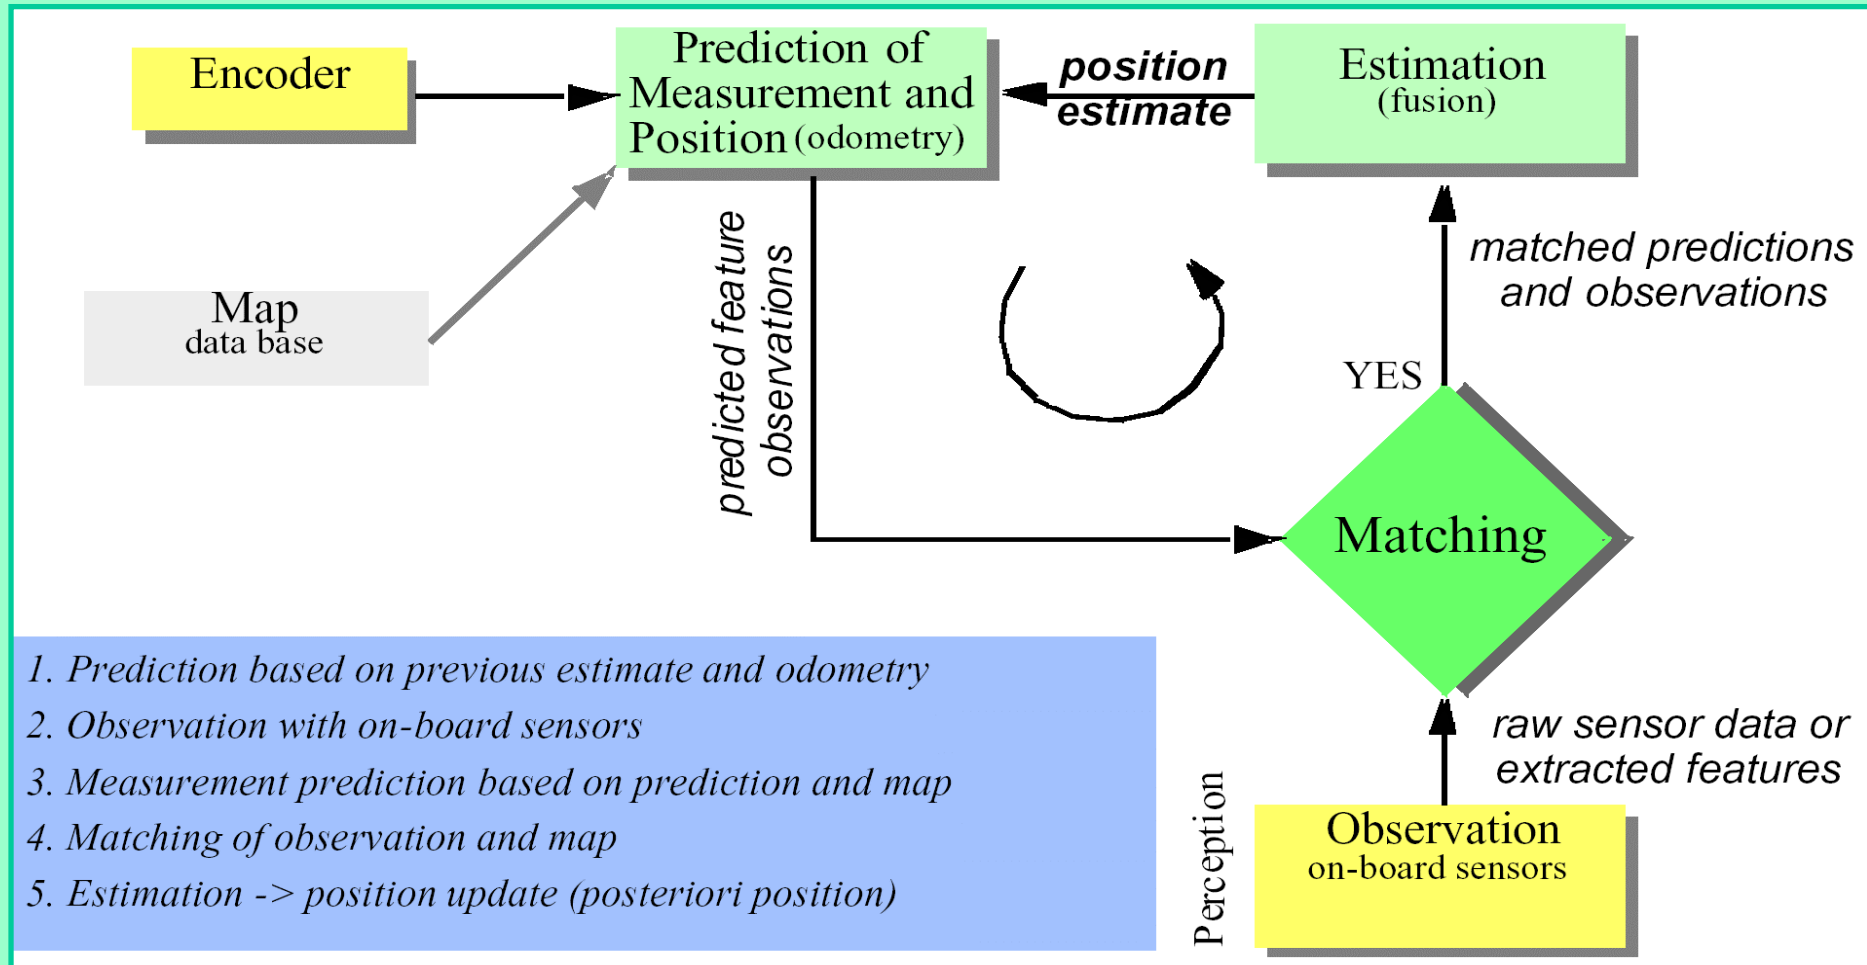 Encoder
Prediction of
Measurement and
Position (odometry)
position
estimate
Estimation
(fusion)
Map
data base
predicted feature
observations
matched predictions
and observations
YES
Matching
raw sensor data or
extracted features
Perception
Observation
on-board sensors
1. Prediction based on previous estimate and odometry
2. Observation with on-board sensors
3. Measurement prediction based on prediction and map
4. Matching of observation and map
5. Estimation -> position update (posteriori position)